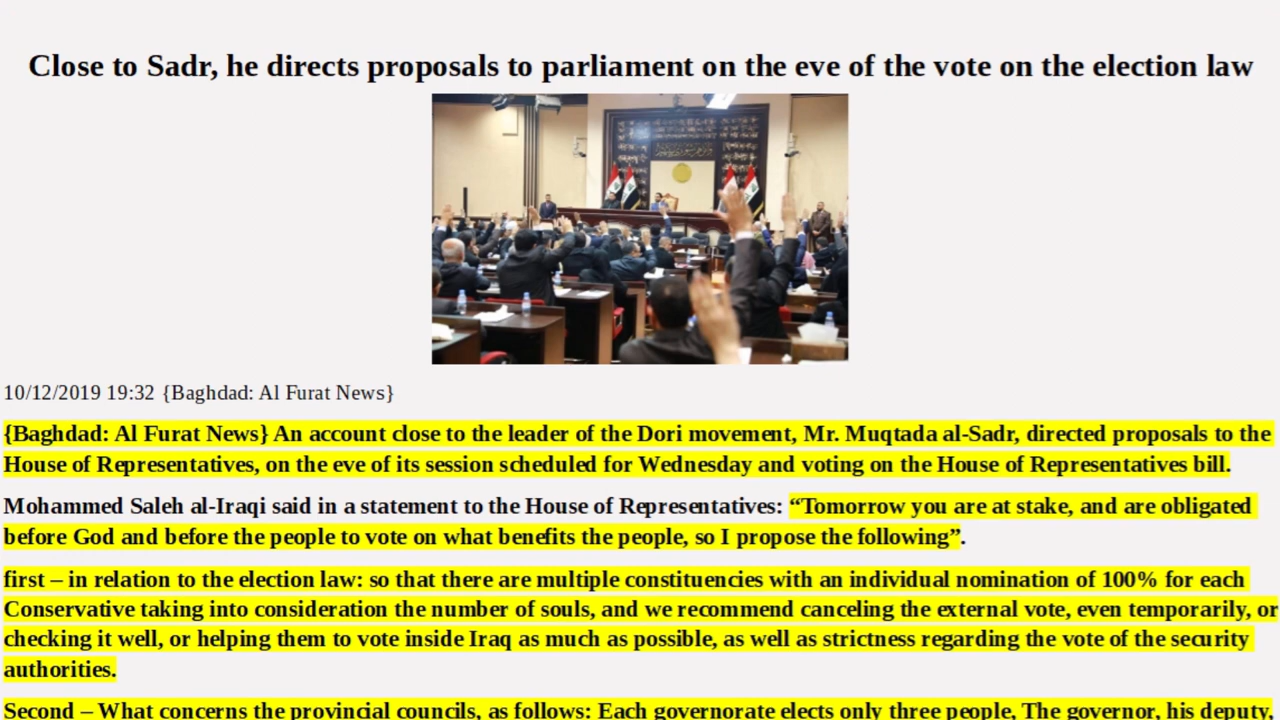 Close to Sadr, he directs proposals to parliament on the eve of the vote on the election law
10/12/2019 19:32 {Baghdad: Al Furat News}
{Baghdad: Al Furat News} An account close to the leader of the Dori movement, Mr. Muqtada al-Sadr, directed proposals to the
House of Representatives, on the eve of its session scheduled for Wednesday and voting on the House of Representatives bill.
Mohammed Saleh al-Iraqi said in a statement to the House of Representatives: “Tomorrow you are at stake, and are obligated
before God and before the people to vote on what benefits the people, so I propose the following”.
first – in relation to the election law: so that there are multiple constituencies with an individual nomination of 100% for each
Conservative taking into consideration the number of souls, and we recommend canceling the external vote, even temporarily, or
checking it well, or helping them to vote inside Iraq as much as possible, as well as strictness regarding the vote of the security
authorities.
Second – What concerns the provincial councils, as follows: Each governorate elects only three people, The governor, his deputy,